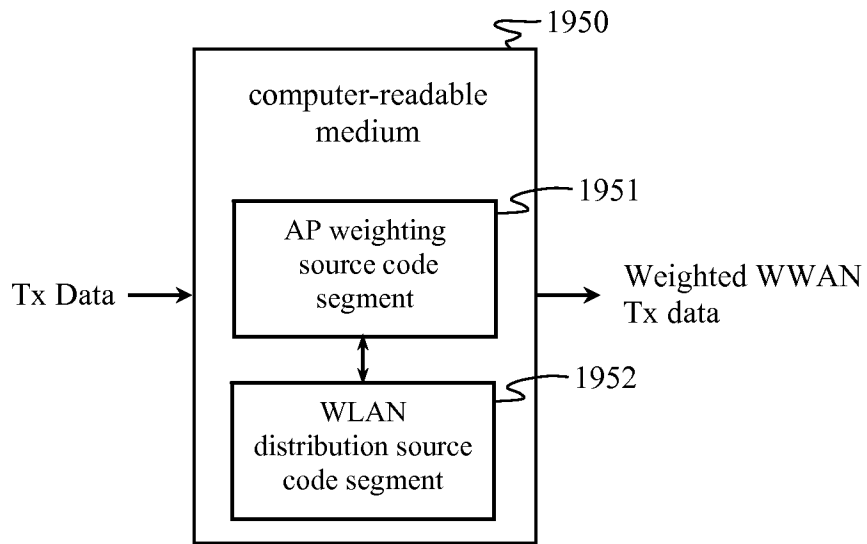 1950
computer-readable
medium
1951
AP weighting
source code
segment
Tx Data
Weighted WWAN
Tx data
1952
WLAN
distribution source
code segment